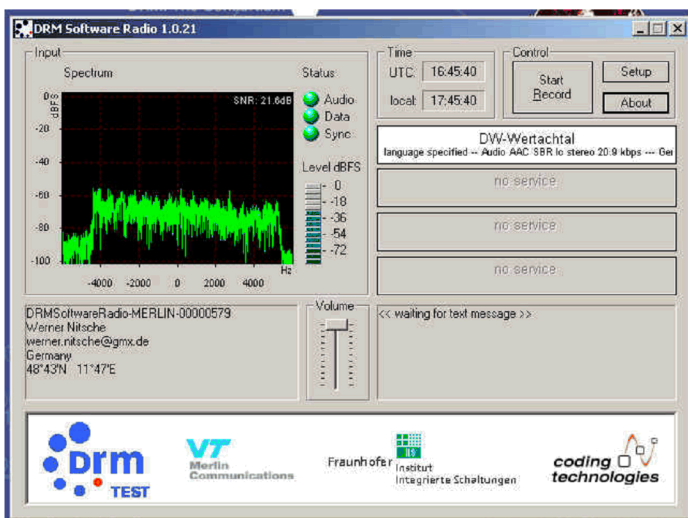 DRM Software Radio 1.0.21
Input
Spectrum
SNR: 21.6dB
dBFS
0
-20
-40
-60
-80
-100
-4000 -2000 0 2000 4000
Hz
Status
Audio
Data
Sync
Level dBFS
0
-18
-36
-54
-72
Time
UTC: 16:45:40
local: 17:45:40
Control
Start
Record
Setup
About
DW-Wertachtal
language specified -- Audio AAC SBR lo stereo 20.9 kbps --- Ger
no service
no service
no service
DRMSoftwareRadio-MERLIN-00000579
Werner Nitsche
werner.nitsche@gmx.de
Germany
48°43'N 11°47'E
Volume
<< waiting for text message >>
Drm
TEST
VT
Merlin
Communications
Fraunhofer
IIS
Institut
Integrierte Schaltungen
coding
technologies